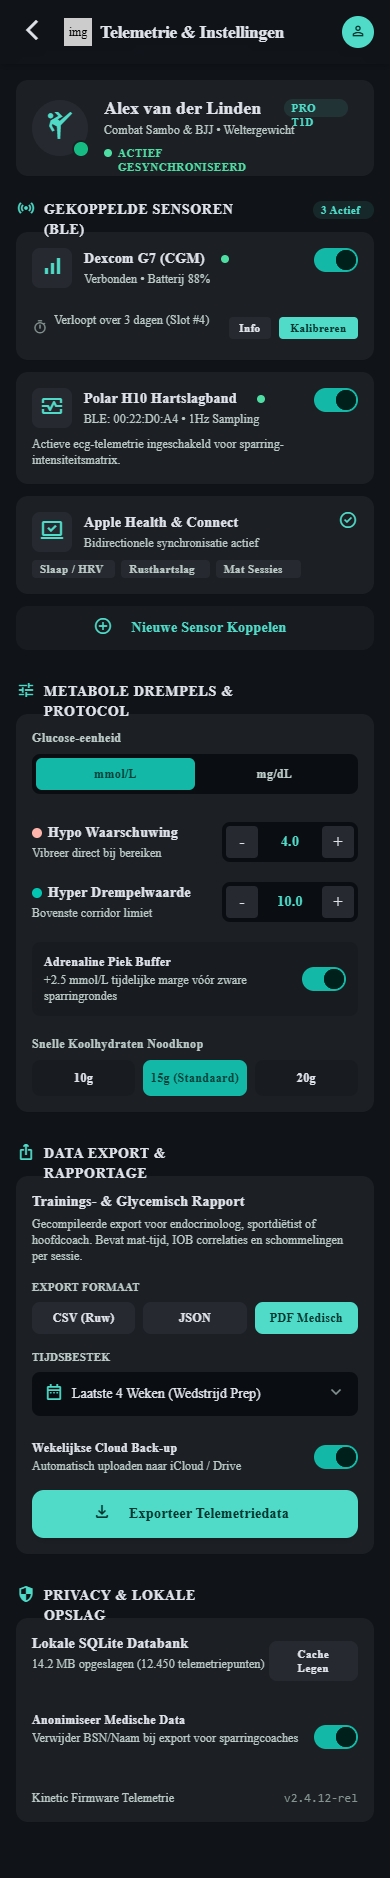 img Telemetrie & Instellingen
Alex van der Linden
PRO
T1D
Combat Sambo & BJJ • Weltergewicht
ACTIEF
GESYNCHRONISEERD
GEKOPPELDE SENSOREN
(BLE)
3 Actief
Dexcom G7 (CGM)
Verbonden • Batterij 88%
Verloopt over 3 dagen (Slot #4)
Info
Kalibreren
Polar H10 Hartslagband
BLE: 00:22:D0:A4 • 1Hz Sampling
Actieve ecg-telemetrie ingeschakeld voor sparring-
intensiteitsmatrix.
Apple Health & Connect
Bidirectionele synchronisatie actief
Slaap / HRV
Rusthartslag
Mat Sessies
Nieuwe Sensor Koppelen
METABOLE DREMPELS &
PROTOCOL
Glucose-eenheid
mmol/L
mg/dL
Hypo Waarschuwing
Vibreer direct bij bereiken
- 4.0 +
Hyper Drempelwaarde
Bovenste corridor limiet
- 10.0 +
Adrenaline Piek Buffer
+2.5 mmol/L tijdelijke marge vóór zware
sparringrondes
Snelle Koolhydraten Noodknop
10g
15g (Standaard)
20g
DATA EXPORT &
RAPPORTAGE
Trainings- & Glycemisch Rapport
Gecompileerde export voor endocrinoloog, sportdiëtist of
hoofdcoach. Bevat mat-tijd, IOB correlaties en schommelingen
per sessie.
EXPORT FORMAAT
CSV (Ruw)
JSON
PDF Medisch
TIJDSBESTEK
Laatste 4 Weken (Wedstrijd Prep)
Wekelijkse Cloud Back-up
Automatisch uploaden naar iCloud / Drive
Exporteer Telemetriedata
PRIVACY & LOKALE
OPSLAG
Lokale SQLite Databank
14.2 MB opgeslagen (12.450 telemetriepunten)
Cache
Legen
Anonimiseer Medische Data
Verwijder BSN/Naam bij export voor sparringcoaches
Kinetic Firmware Telemetrie
v2.4.12-rel